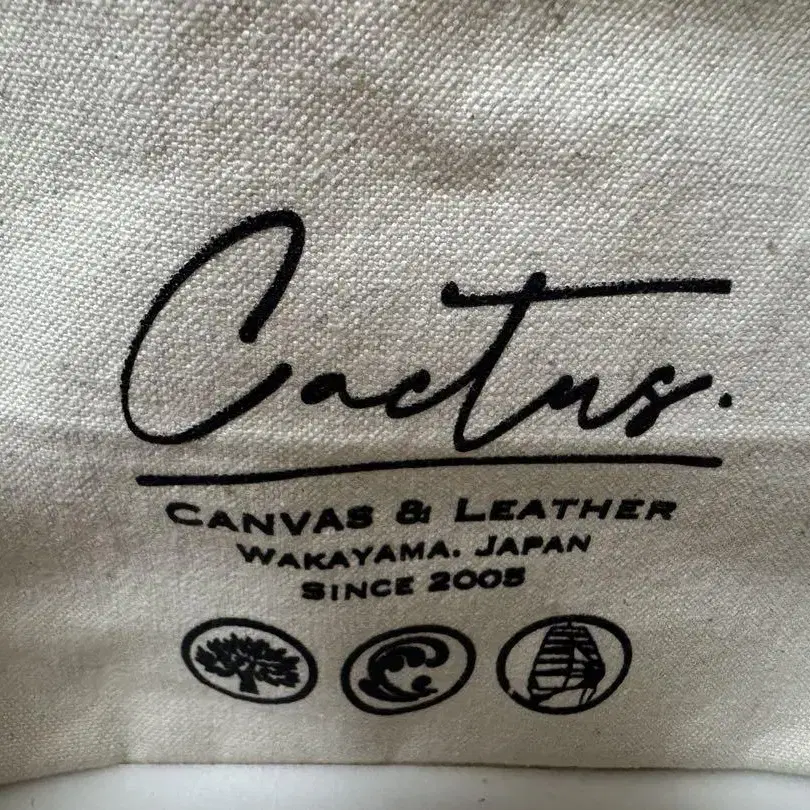 Cactus.
CANVAS & LEATHER
WAKAYAMA. JAPAN
SINCE 2005